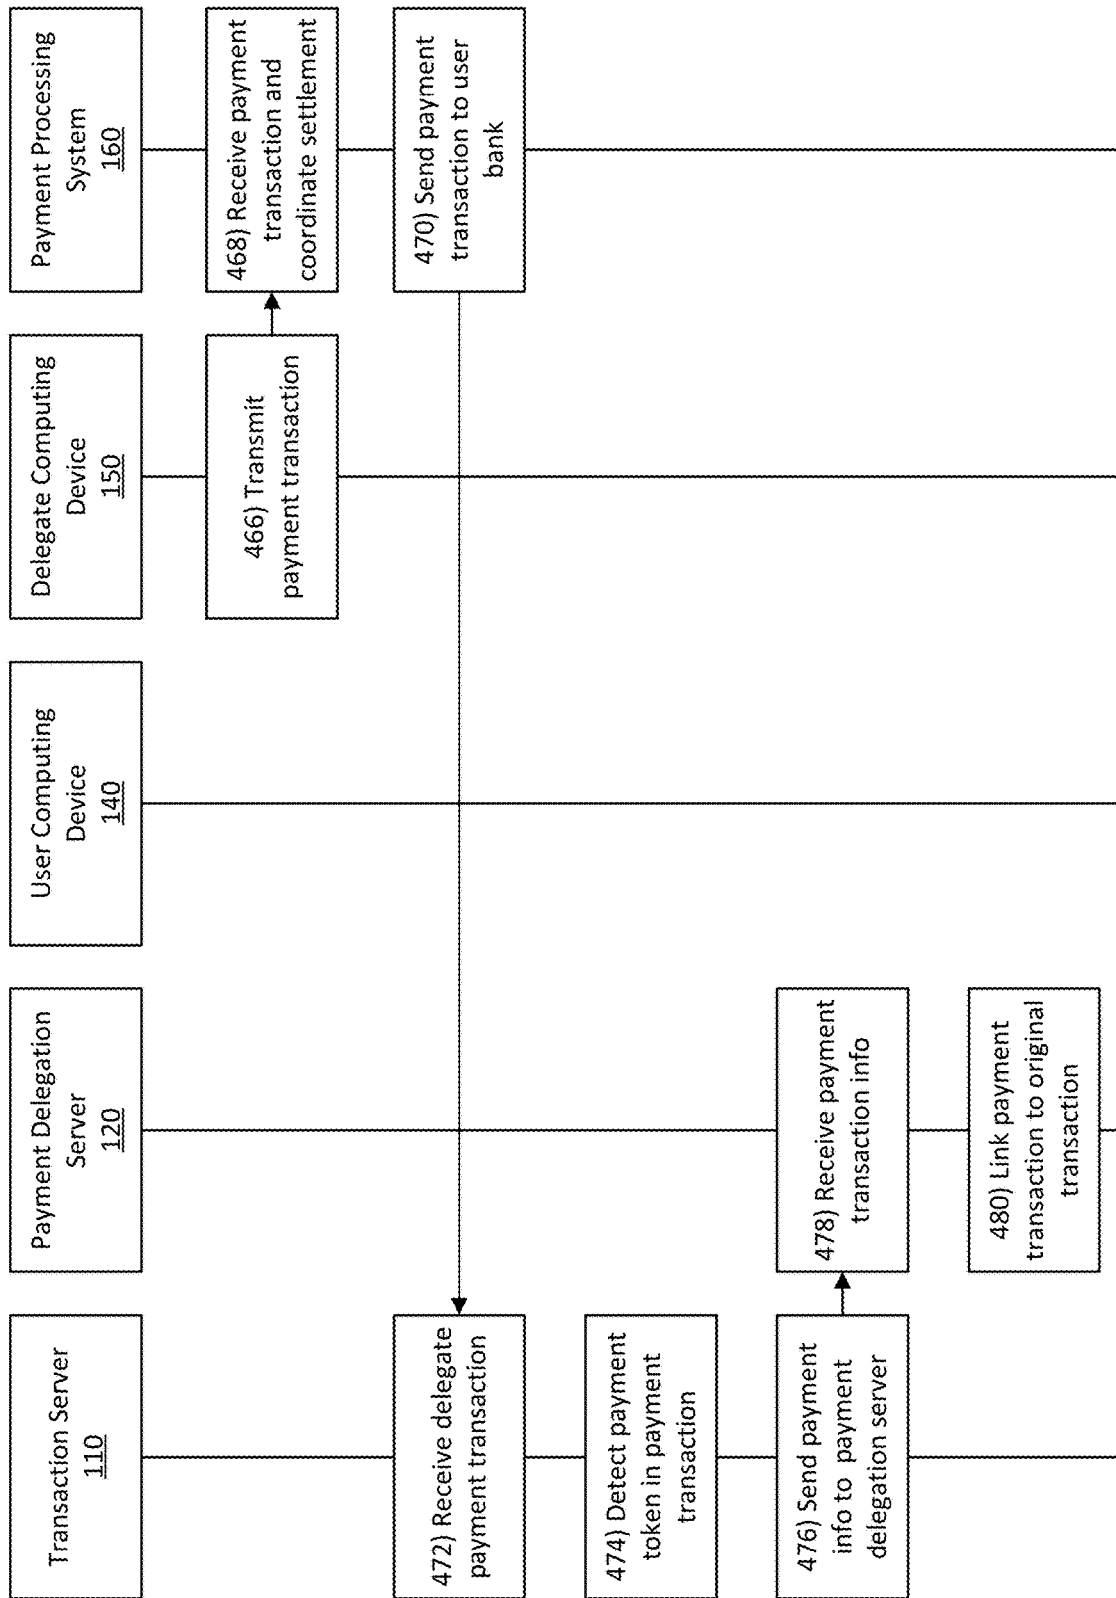 Transaction Server
110
Payment Delegation
Server
120
User Computing
Device
140
Delegate Computing
Device
150
Payment Processing
System
160
466) Transmit
payment transaction
468) Receive payment
transaction and
coordinate settlement
470) Send payment
transaction to user
bank
472) Receive delegate
payment transaction
474) Detect payment
token in payment
transaction
476) Send payment
info to payment
delegation server
478) Receive payment
transaction info
480) Link payment
transaction to original
transaction